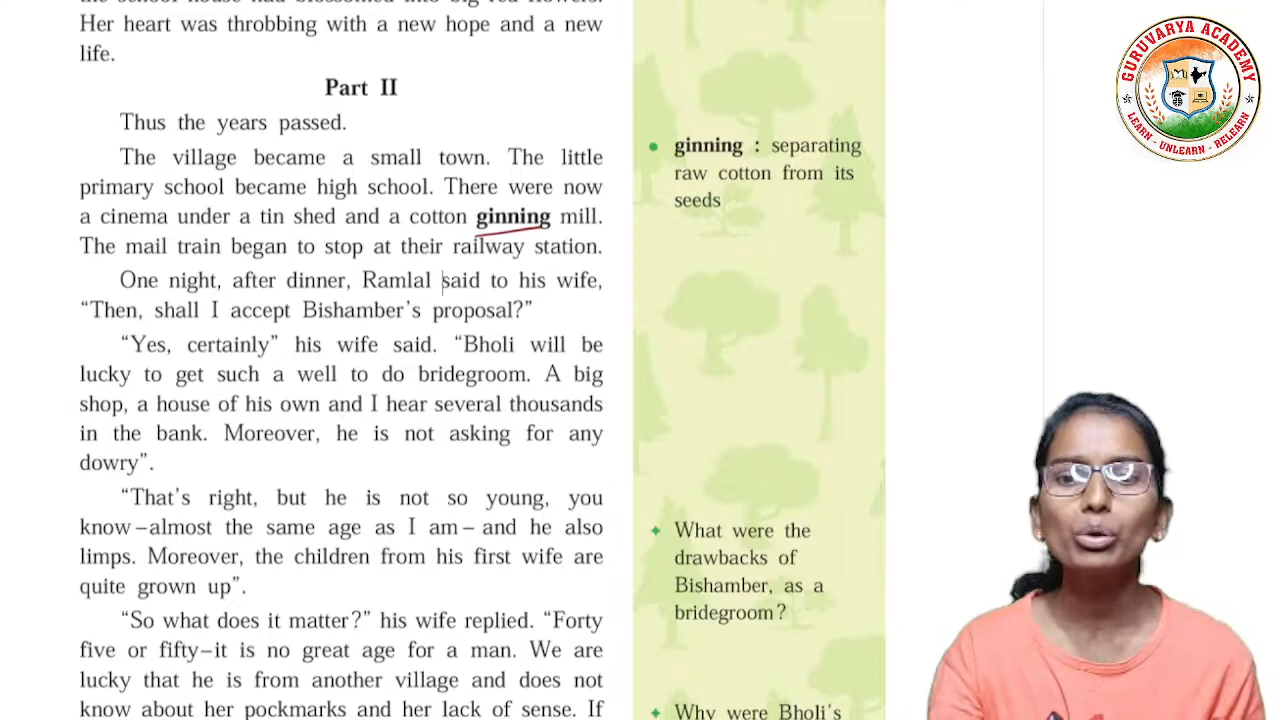 the school house had blossomed into big red flowers.
Her heart was throbbing with a new hope and a new
life.
Part II
Thus the years passed.
The village became a small town. The little
primary school became high school. There were now
a cinema under a tin shed and a cotton ginning mill.
The mail train began to stop at their railway station.
One night, after dinner, Ramlal said to his wife,
“Then, shall I accept Bishamber’s proposal?”
“Yes, certainly” his wife said. “Bholi will be
lucky to get such a well to do bridegroom. A big
shop, a house of his own and I hear several thousands
in the bank. Moreover, he is not asking for any
dowry”.
“That’s right, but he is not so young, you
know–almost the same age as I am– and he also
limps. Moreover, the children from his first wife are
quite grown up”.
“So what does it matter?” his wife replied. “Forty
five or fifty–it is no great age for a man. We are
lucky that he is from another village and does not
know about her pockmarks and her lack of sense. If
ginning : separating
raw cotton from its
seeds
What were the
drawbacks of
Bishamber, as a
bridegroom?
Why were Bholi’s
GURUVARYA ACADEMY
LEARN - UNLEARN - RELEARN